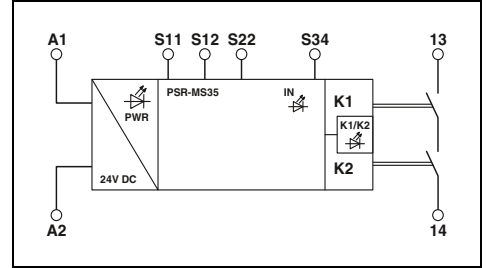 A1 S11 S12 S22 S34 13
PSR-MS35 IN K1
PWR K1/K2
24V DC K2
A2 14